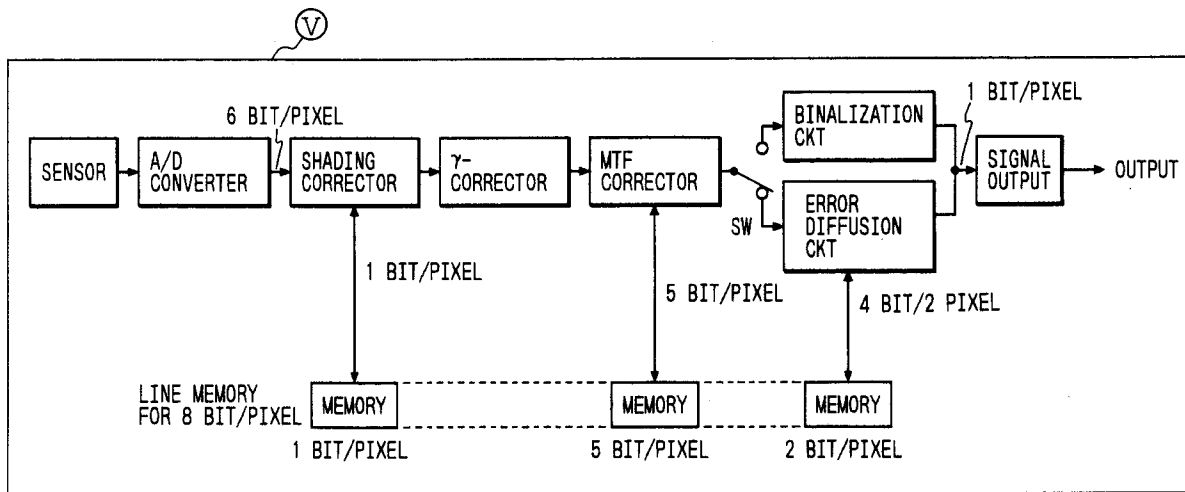 V
6 BIT/PIXEL
1 BIT/PIXEL
SENSOR
A/D
CONVERTER
SHADING
CORRECTOR
γ-
CORRECTOR
MTF
CORRECTOR
BINALIZATION
CKT
SW
ERROR
DIFFUSION
CKT
SIGNAL
OUTPUT
OUTPUT
1 BIT/PIXEL
5 BIT/PIXEL
4 BIT/2 PIXEL
LINE MEMORY
FOR 8 BIT/PIXEL
MEMORY
MEMORY
MEMORY
1 BIT/PIXEL
5 BIT/PIXEL
2 BIT/PIXEL